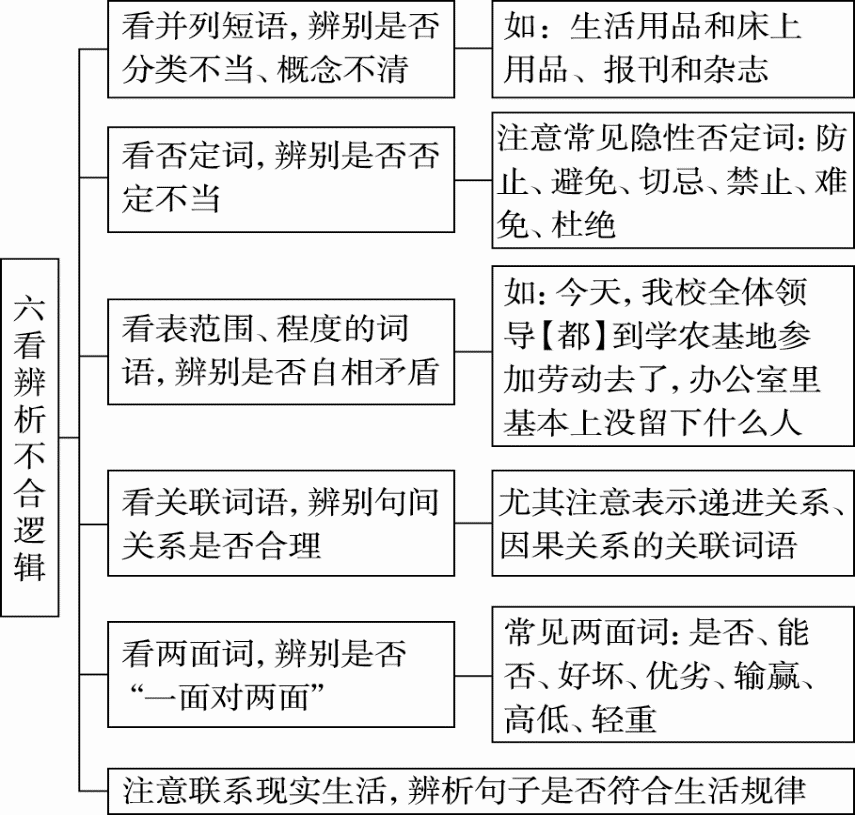 六看辨析不合逻辑
看并列短语,辨别是否
分类不当、概念不清
如：生活用品和床上
用品、报刊和杂志
看否定词,辨别是否否
定不当
注意常见隐性否定词：防
止、避免、切忌、禁止、难
免、杜绝
看表范围、程度的词
语,辨别是否自相矛盾
如：今天,我校全体领
导【都】到学农基地参
加劳动去了,办公室里
基本上没留下什么人
看关联词语,辨别句间
关系是否合理
尤其注意表示递进关系、
因果关系的关联词语
看两面词,辨别是否
“一面对两面”
常见两面词：是否、能
否、好坏、优劣、输赢、
高低、轻重
注意联系现实生活,辨析句子是否符合生活规律